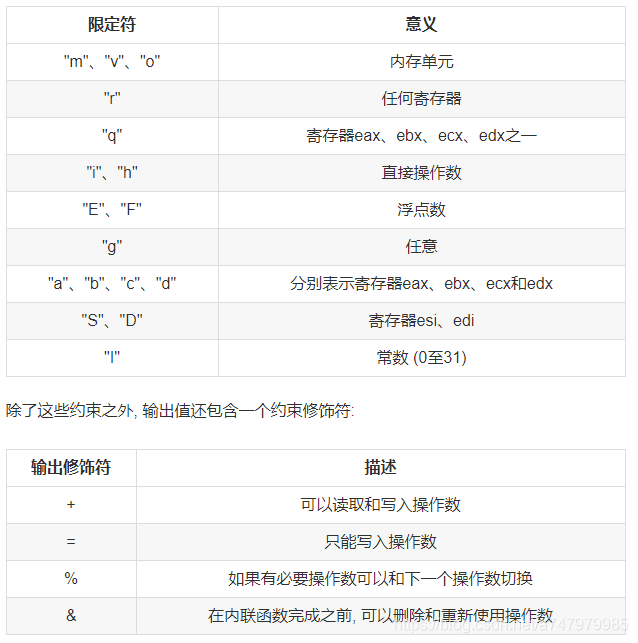 限定符 意义
"m"、"v"、"o" 内存单元
"r" 任何寄存器
"q" 寄存器eax、ebx、ecx、edx之一
"i"、"h" 直接操作数
"E"、"F" 浮点数
"g" 任意
"a"、"b"、"c"、"d" 分别表示寄存器eax、ebx、ecx和edx
"S"、"D" 寄存器esi、edi
"I" 常数 (0至31)
除了这些约束之外, 输出值还包含一个约束修饰符:
输出修饰符 描述
+ 可以读取和写入操作数
= 只能写入操作数
% 如果有必要操作数可以和下一个操作数切换
& 在内联函数完成之前, 可以删除和重新使用操作数
https://blog.csdn.net/a747979985